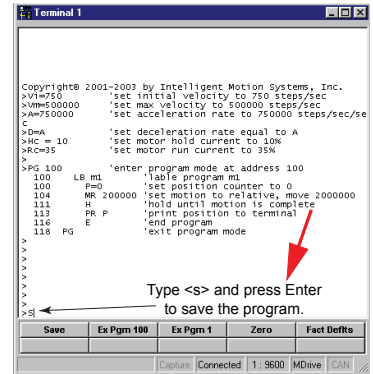 Terminal 1
Copyright© 2001-2003 by Intelligent Motion Systems, Inc.
>Vi=750 'set initial velocity to 750 steps/sec
>Vm=500000 'set max velocity to 500000 steps/sec
>A=750000 'set acceleration rate to 750000 steps/sec/se
c
>D=A 'set deceleration rate equal to A
>Hc = 10 'set motor hold current to 10%
>Rc=35 'set motor run current to 35%
>
>PG 100 'enter program mode at address 100
100 LB m1 'lable program m1
100 P=0 'set position counter to 0
104 MR 200000 'set motion to relative, move 2000000
111 H 'hold until motion is complete
113 PR P 'print position to terminal
116 E 'end program
118 PG 'exit program mode
>
>
>
>
>
>
>
>s
Type <s> and press Enter
to save the program.
Save Ex Pgm 100 Ex Pgm 1 Zero Fact Deflts
Capture Connected 1 : 9600 MDrive CAN